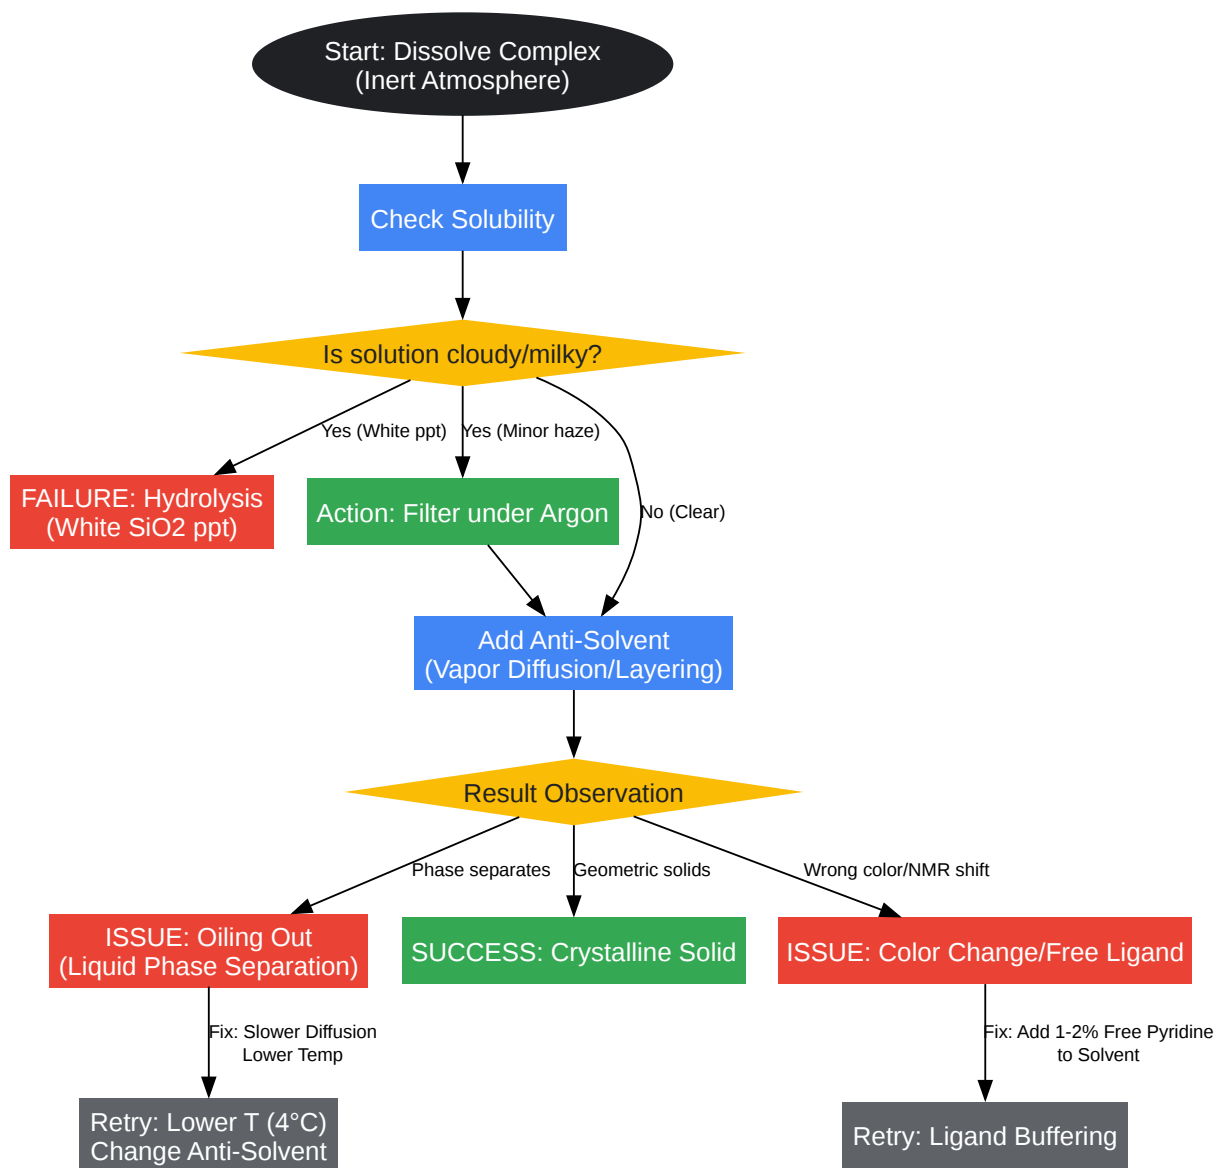 Start: Dissolve Complex
(Inert Atmosphere)
Check Solubility
Is solution cloudy/milky?
Yes (White ppt)
Yes (Minor haze)
FAILURE: Hydrolysis
(White SiO2 ppt)
Action: Filter under Argon
No (Clear)
Add Anti-Solvent
(Vapor Diffusion/Layering)
Result Observation
Phase separates
Geometric solids
Wrong color/NMR shift
ISSUE: Oiling Out
(Liquid Phase Separation)
SUCCESS: Crystalline Solid
ISSUE: Color Change/Free Ligand
Fix: Slower Diffusion
Lower Temp
Fix: Add 1-2% Free Pyridine
to Solvent
Retry: Lower T (4°C)
Change Anti-Solvent
Retry: Ligand Buffering